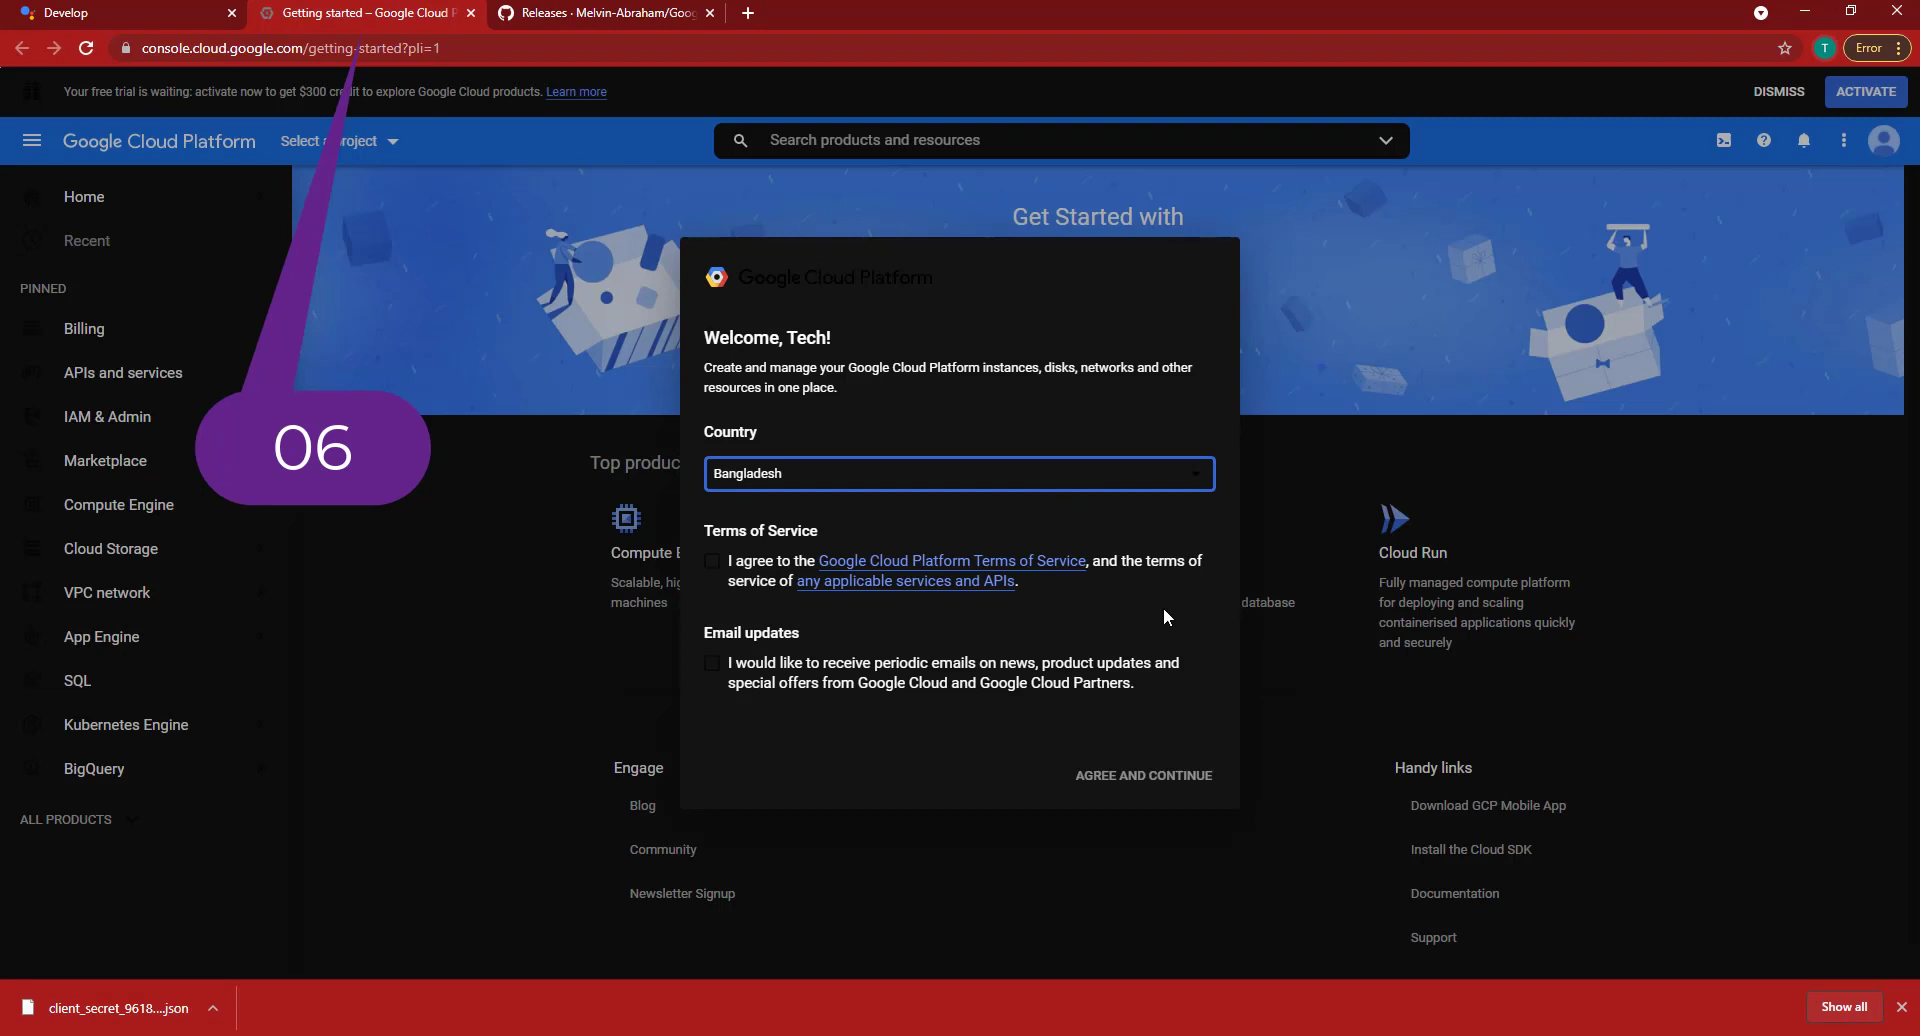 Develop
Getting started – Google Cloud P
Releases · Melvin-Abraham/Goog
console.cloud.google.com/getting-started?pli=1
T
Error
Your free trial is waiting: activate now to get $300 credit to explore Google Cloud products. Learn more
DISMISS
ACTIVATE
Google Cloud Platform
Select a project
Search products and resources
Home
Recent
PINNED
Billing
APIs and services
IAM & Admin
Marketplace
Compute Engine
Cloud Storage
VPC network
App Engine
SQL
Kubernetes Engine
BigQuery
ALL PRODUCTS
06
Get Started with
Google Cloud Platform
Welcome, Tech!
Create and manage your Google Cloud Platform instances, disks, networks and other
resources in one place.
Country
Bangladesh
Terms of Service
I agree to the Google Cloud Platform Terms of Service, and the terms of
service of any applicable services and APIs.
Email updates
I would like to receive periodic emails on news, product updates and
special offers from Google Cloud and Google Cloud Partners.
AGREE AND CONTINUE
Top produc
Compute E
Scalable, hig
machines
database
Cloud Run
Fully managed compute platform
for deploying and scaling
containerised applications quickly
and securely
Engage
Blog
Community
Newsletter Signup
Handy links
Download GCP Mobile App
Install the Cloud SDK
Documentation
Support
client_secret_9618....json
Show all